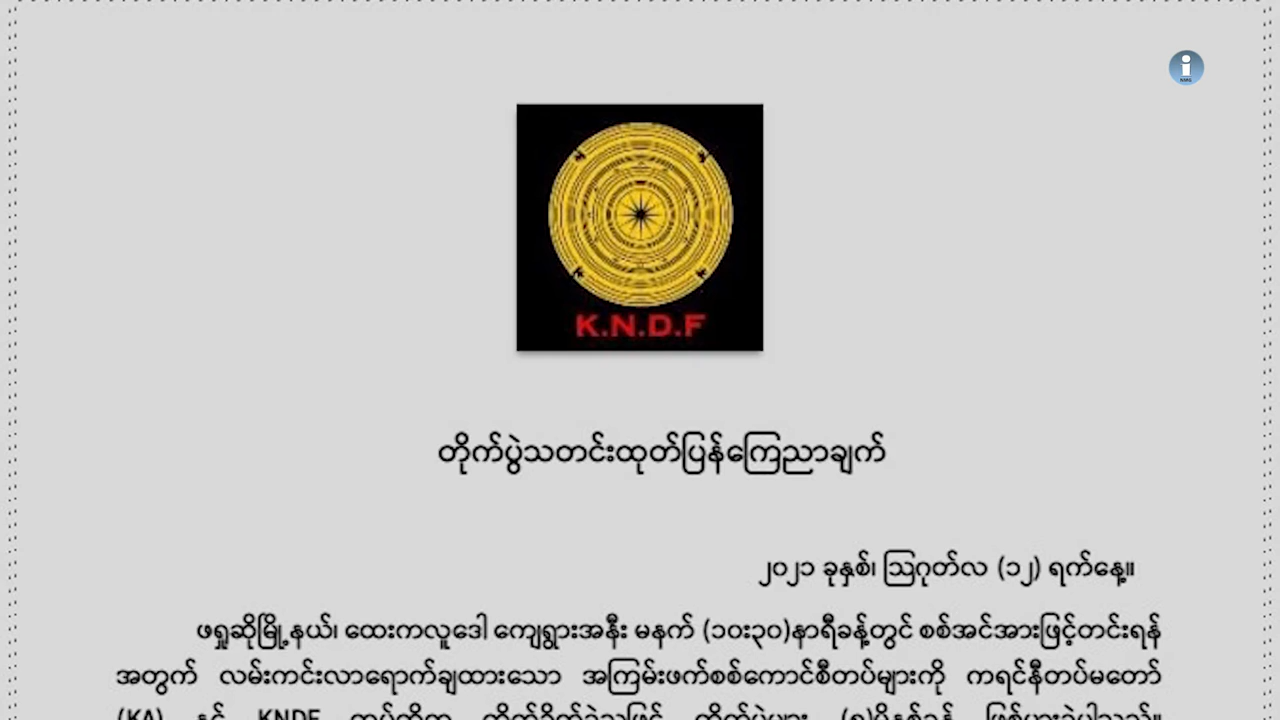 K.N.D.F
တိုက်ပွဲသတင်းထုတ်ပြန်ကြေညာချက်
၂၀၂၁ ခုနှစ်၊ ဩဂုတ်လ (၁၂) ရက်နေ့။
ဖရူဆိုမြို့နယ်၊ ထေးကလူဒေါ ကျေးရွားအနီး မနက် (၁၀း၃၀)နာရီခန့်တွင် စစ်အင်အားဖြင့်တင်းရန်
အတွက် လမ်းကင်းလာရောက်ချထားသော အကြမ်းဖက်စစ်ကောင်စီတပ်များကို ကရင်နီတပ်မတော်
(KA) နှင့် KNDF